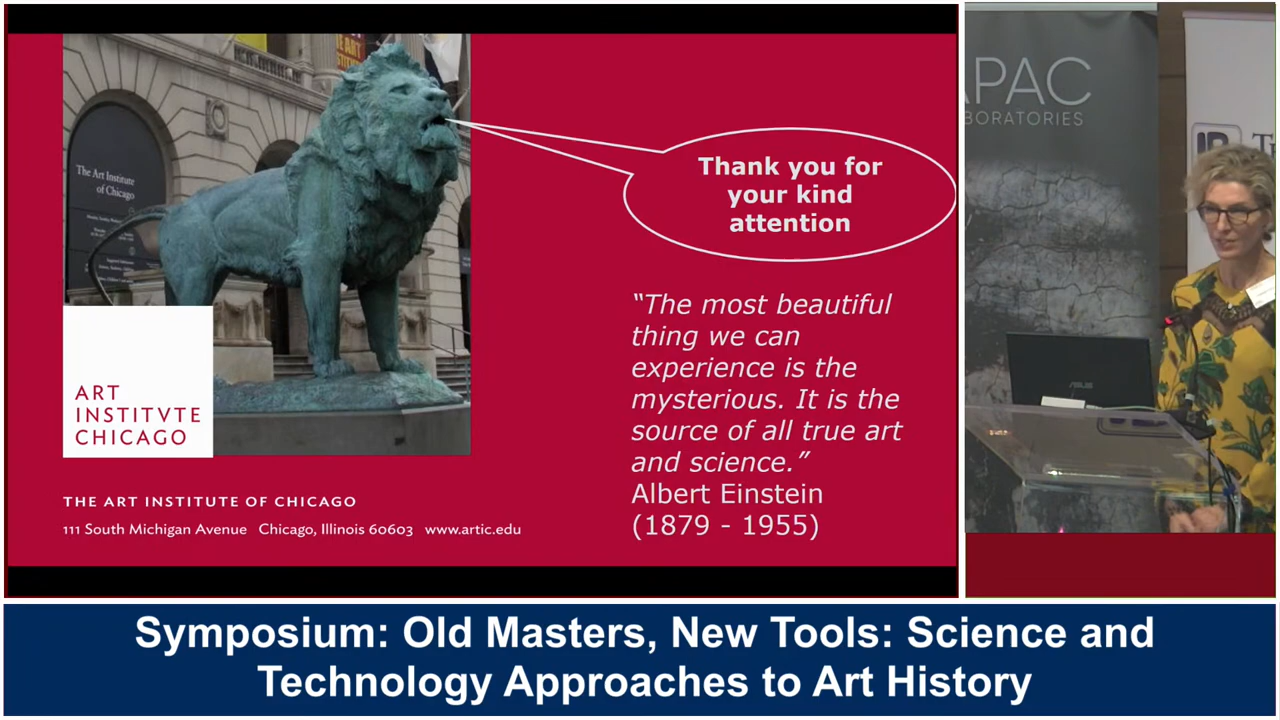 The Art Institute
of Chicago
Thank you for
your kind
attention
“The most beautiful
thing we can
experience is the
mysterious. It is the
source of all true art
and science.”
Albert Einstein
(1879 - 1955)
ART
INSTITVTE
CHICAGO
THE ART INSTITUTE OF CHICAGO
111 South Michigan Avenue Chicago, Illinois 60603 www.artic.edu
APAC
BORATORIES
ASUS
Symposium: Old Masters, New Tools: Science and
Technology Approaches to Art History